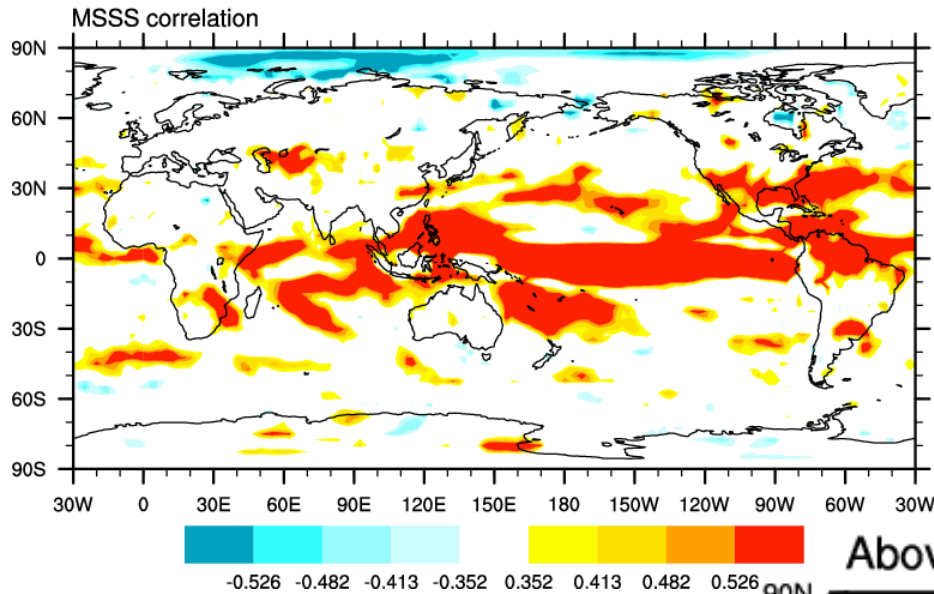 MSSS correlation
90N
60N
30N
0
30S
60S
90S
30W 0 30E 60E 90E 120E 150E 180 150W 120W 90W 60W 30W
-0.526 -0.482 -0.413 -0.352 0.352 0.413 0.482 0.526
Abov
90N